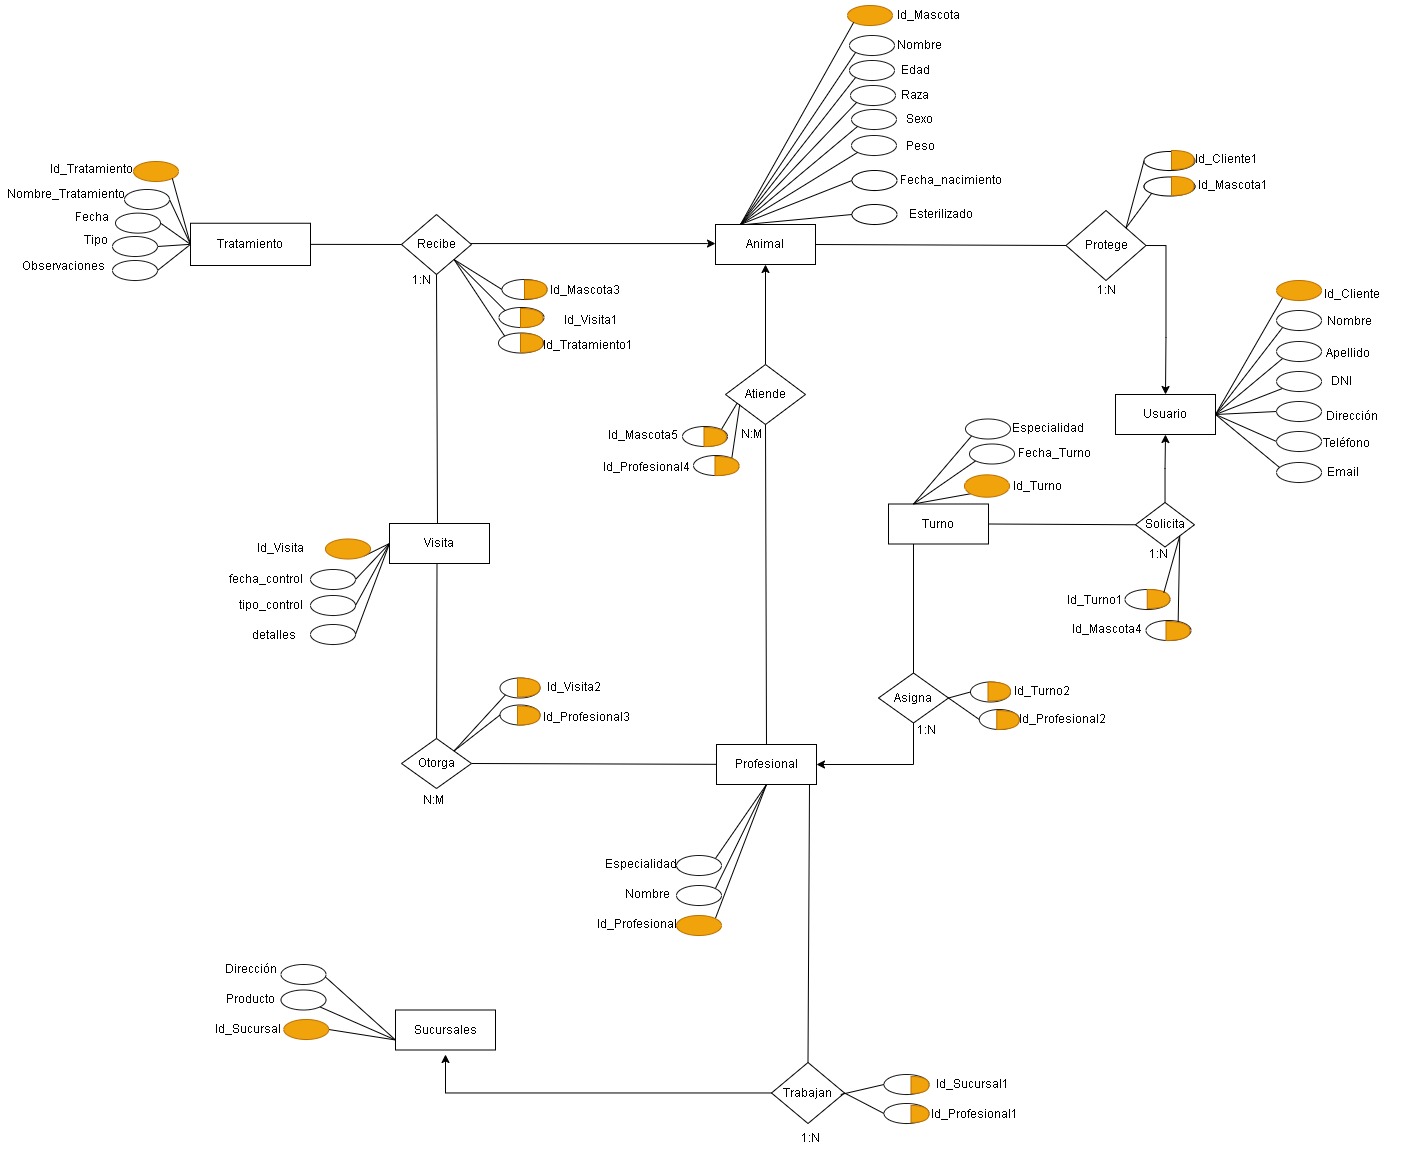 Id_Mascota
Nombre
Edad
Raza
Sexo
Peso
Fecha_nacimiento
Esterilizado
Id_Tratamiento
Nombre_Tratamiento
Fecha
Tipo
Observaciones
Tratamiento
Recibe
1:N
Id_Mascota3
Id_Visita1
Id_Tratamiento1
Animal
Id_Cliente1
Id_Mascota1
Protege
1:N
Id_Cliente
Nombre
Apellido
DNI
Dirección
Teléfono
Email
Usuario
Atiende
N:M
Id_Mascota5
Id_Profesional4
Especialidad
Fecha_Turno
Id_Turno
Turno
Solicita
1:N
Id_Turno1
Id_Mascota4
Visita
Id_Visita
fecha_control
tipo_control
detalles
Asigna
1:N
Id_Turno2
Id_Profesional2
Id_Visita2
Id_Profesional3
Otorga
N:M
Profesional
Especialidad
Nombre
Id_Profesional
Dirección
Producto
Id_Sucursal
Sucursales
Trabajan
1:N
Id_Sucursal1
Id_Profesional1